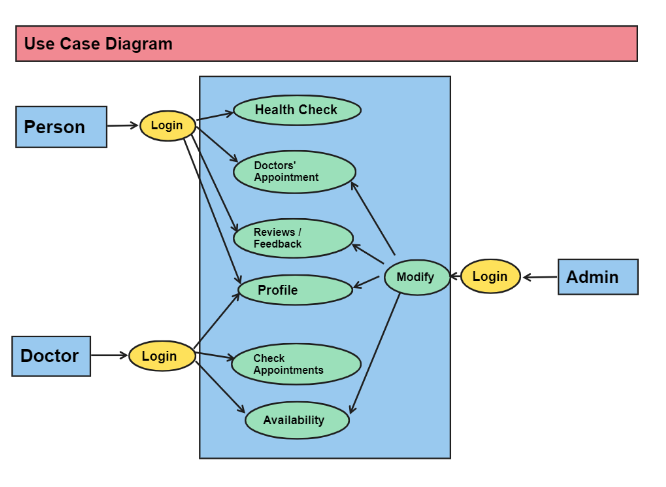 Use Case Diagram
Person
Login
Health Check
Doctors'
Appointment
Reviews /
Feedback
Profile
Modify
Login
Admin
Doctor
Login
Check
Appointments
Availability